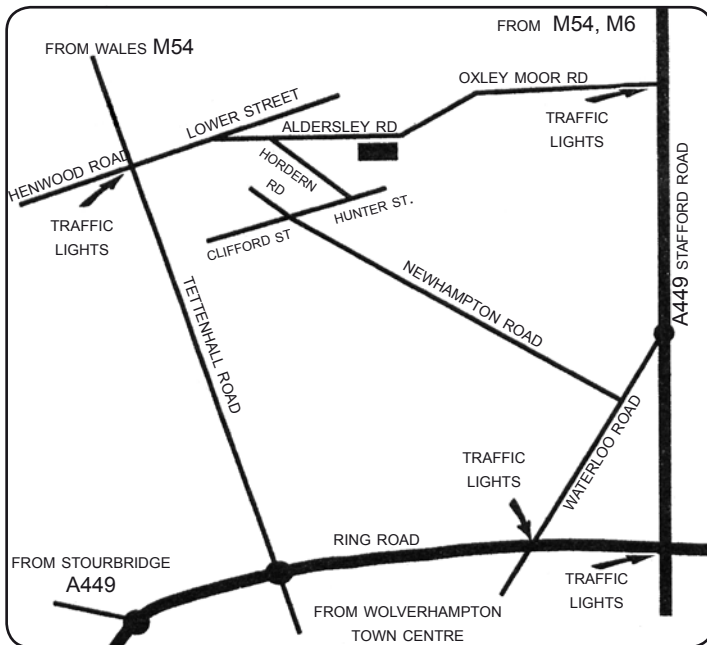 FROM M54, M6
FROM WALES M54
OXLEY MOOR RD
LOWER STREET
ALDERSLEY RD
TRAFFIC
LIGHTS
HENWOOD ROAD
HORDERN
RD
HUNTER ST.
CLIFFORD ST
TRAFFIC
LIGHTS
A449 STAFFORD ROAD
NEWHAMPTON ROAD
TETTENHALL ROAD
WATERLOO ROAD
TRAFFIC
LIGHTS
RING ROAD
FROM STOURBRIDGE
A449
TRAFFIC
LIGHTS
FROM WOLVERHAMPTON
TOWN CENTRE